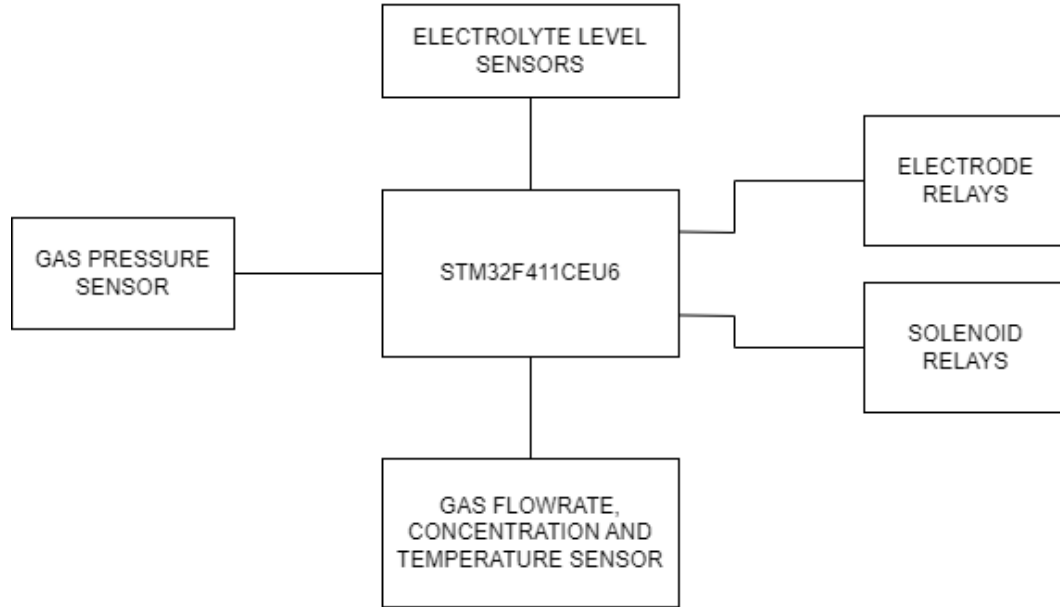 ELECTROLYTE LEVEL
SENSORS
ELECTRODE
RELAYS
GAS PRESSURE
SENSOR
STM32F411CEU6
SOLENOID
RELAYS
GAS FLOWRATE,
CONCENTRATION AND
TEMPERATURE SENSOR